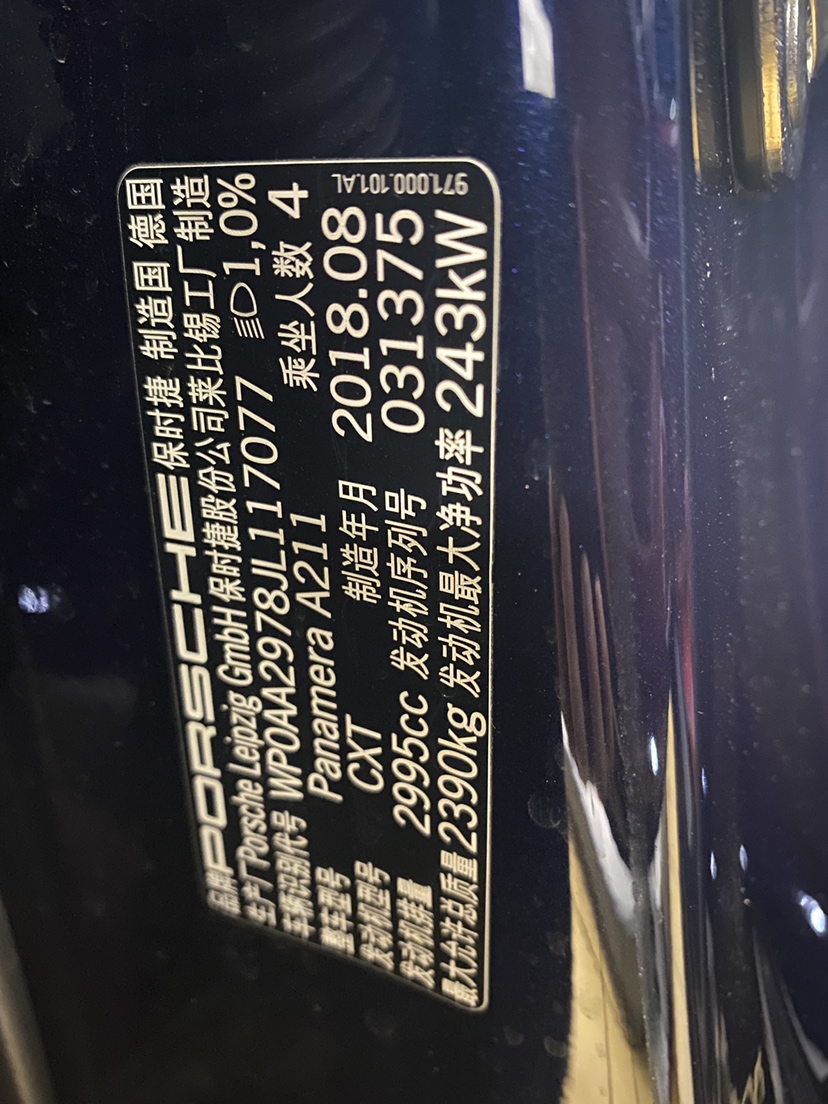 品牌 PORSCHE 保时捷 制造国 德国
生产厂 Porsche Leipzig GmbH 保时捷股份公司莱比锡工厂制造
车辆识别代号 WP0AA2978JL117077 1,0%
整车型号 Panamera A211 乘坐人数 4
发动机型号 CXT 制造年月 2018.08
发动机排量 2995cc 发动机序列号 031375
最大允许总质量 2390kg 发动机最大净功率 243kW
971.000.101.AL